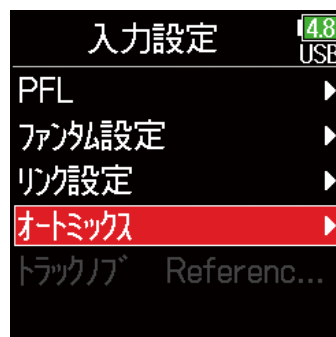 入力設定
4.8
USB
PFL
ファンタム設定
リンク設定
オートミックス
トラックノブ Referenc...